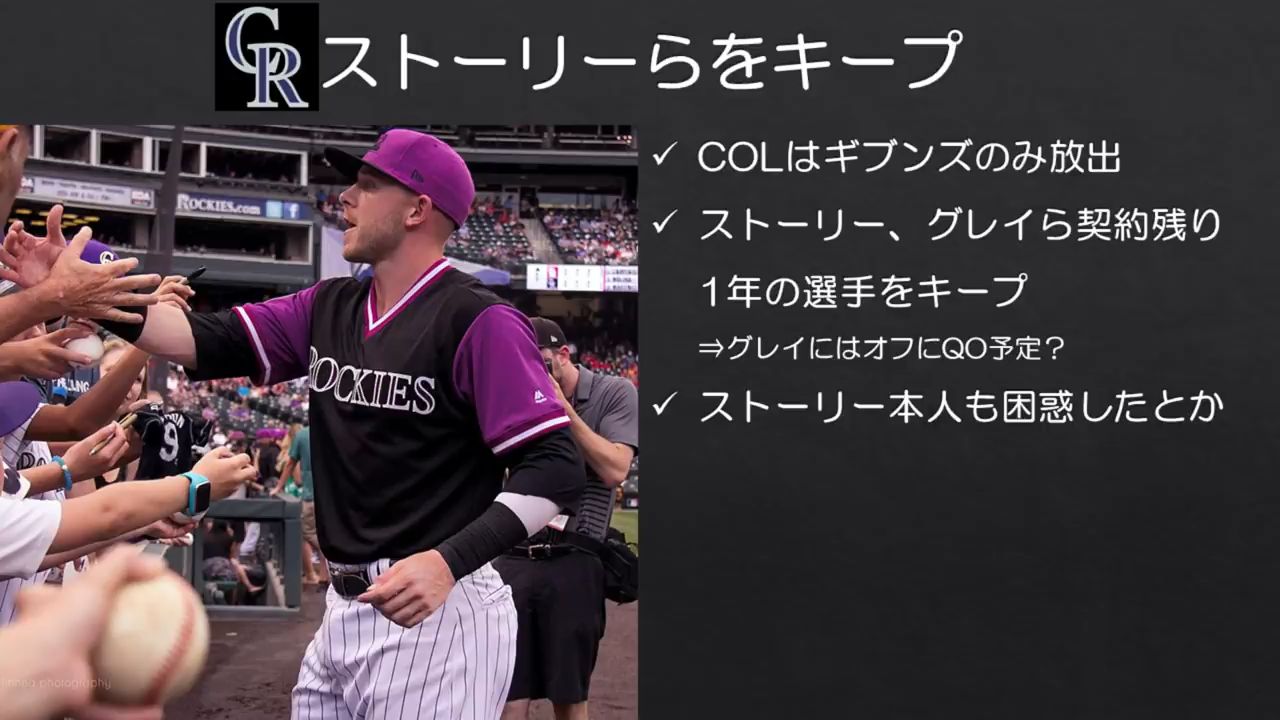 CR ストーリーらをキープ
✓ COLはギブンズのみ放出
✓ ストーリー、グレイら契約残り
1年の選手をキープ
⇒グレイにはオフにQO予定？
✓ ストーリー本人も困惑したとか
ROCKIES.com
ROCKIES
9
photography